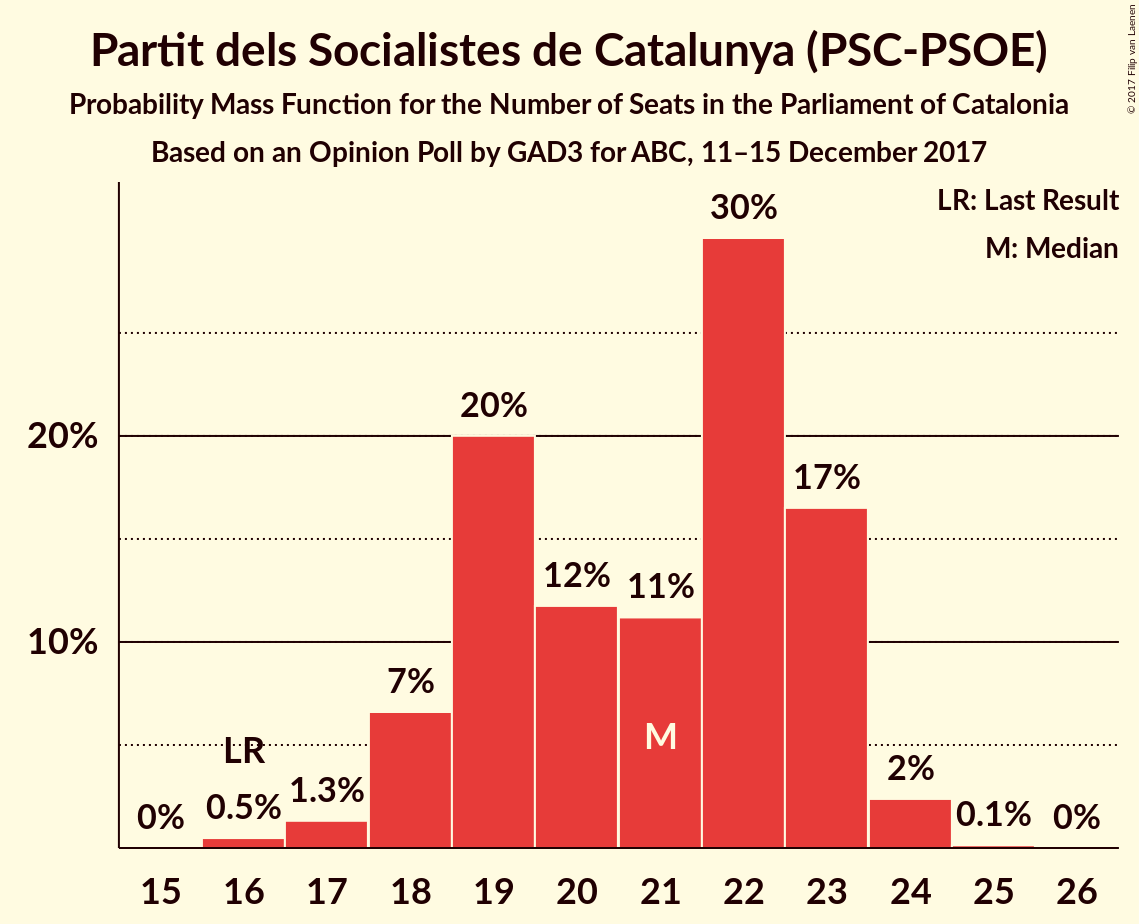 Partit dels Socialistes de Catalunya (PSC-PSOE)
Probability Mass Function for the Number of Seats in the Parliament of Catalonia
Based on an Opinion Poll by GAD3 for ABC, 11–15 December 2017
© 2017 Filip van Laenen
LR: Last Result
M: Median
30%
20%
20%
17%
12%
11%
10%
7%
M
LR
2%
1.3%
0.5%
0%
0.1%
0%
15 16 17 18 19 20 21 22 23 24 25 26